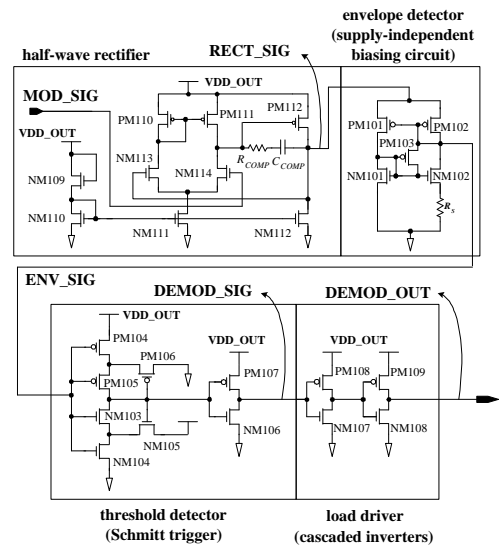 envelope detector
(supply-independent
biasing circuit)
half-wave rectifier
RECT_SIG
VDD_OUT
MOD_SIG
PM110
PM111
PM112
PM101
PM102
VDD_OUT
PM103
NM113
NM114
R_COMP
C_COMP
NM101
NM102
NM109
R_s
NM110
NM111
NM112
ENV_SIG
DEMOD_SIG
DEMOD_OUT
VDD_OUT
PM104
PM106
VDD_OUT
VDD_OUT
PM105
PM107
PM108
PM109
NM103
NM105
NM106
NM107
NM108
NM104
threshold detector
(Schmitt trigger)
load driver
(cascaded inverters)